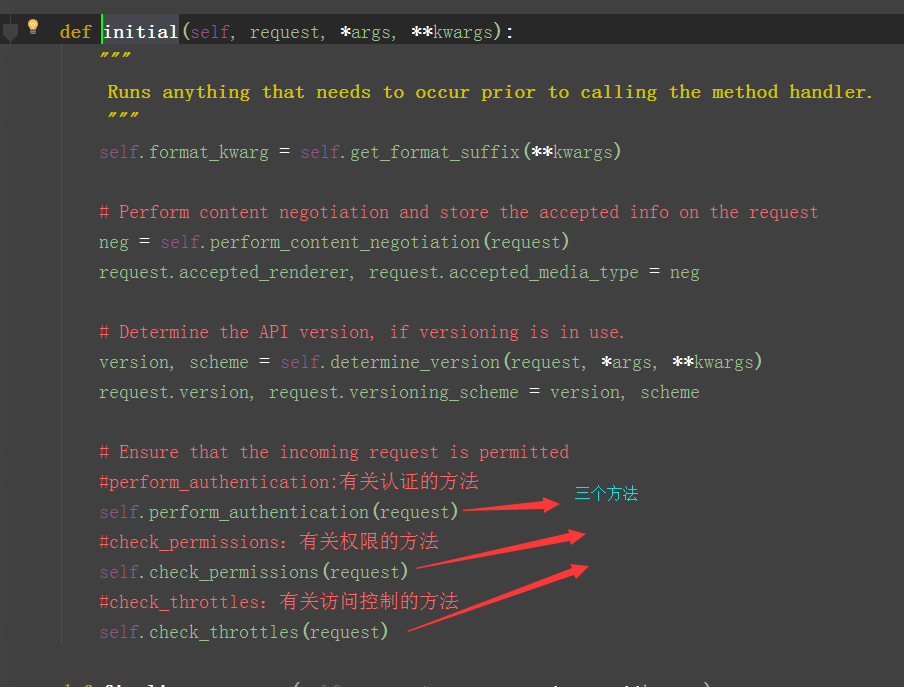 def initial(self, request, *args, **kwargs):
"""
Runs anything that needs to occur prior to calling the method handler.
"""
self.format_kwarg = self.get_format_suffix(**kwargs)
# Perform content negotiation and store the accepted info on the request
neg = self.perform_content_negotiation(request)
request.accepted_renderer, request.accepted_media_type = neg
# Determine the API version, if versioning is in use.
version, scheme = self.determine_version(request, *args, **kwargs)
request.version, request.versioning_scheme = version, scheme
# Ensure that the incoming request is permitted
#perform_authentication:有关认证的方法
三个方法
self.perform_authentication(request)
#check_permissions：有关权限的方法
self.check_permissions(request)
#check_throttles：有关访问控制的方法
self.check_throttles(request)